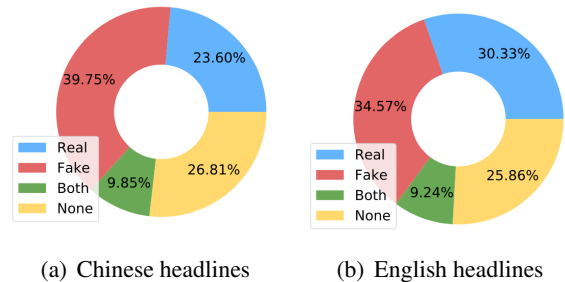 23.60%
39.75%
9.85%
26.81%
Real
Fake
Both
None
(a) Chinese headlines
30.33%
34.57%
9.24%
25.86%
Real
Fake
Both
None
(b) English headlines